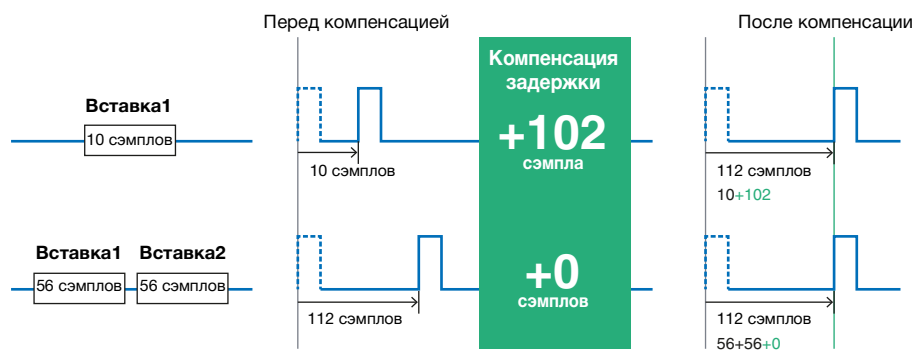 Перед компенсацией
После компенсации
Компенсация
задержки
Вставка1
10 сэмплов
10 сэмплов
+102
сэмпла
112 сэмплов
10+102
Вставка1 Вставка2
56 сэмплов 56 сэмплов
112 сэмплов
+0
сэмплов
112 сэмплов
56+56+0